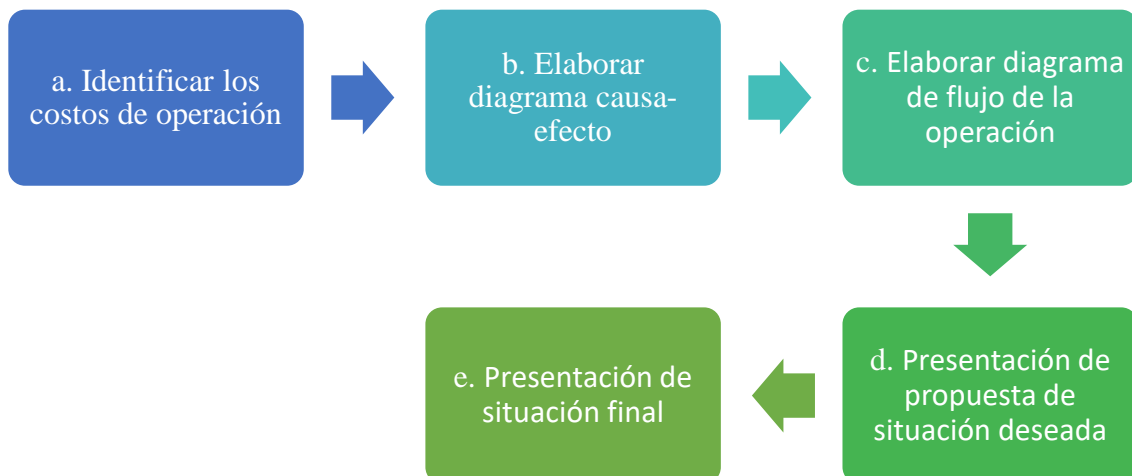 a. Identificar los
costos de operación
b. Elaborar
diagrama causa-
efecto
c. Elaborar diagrama
de flujo de la
operación
d. Presentación de
propuesta de
situación deseada
e. Presentación de
situación final